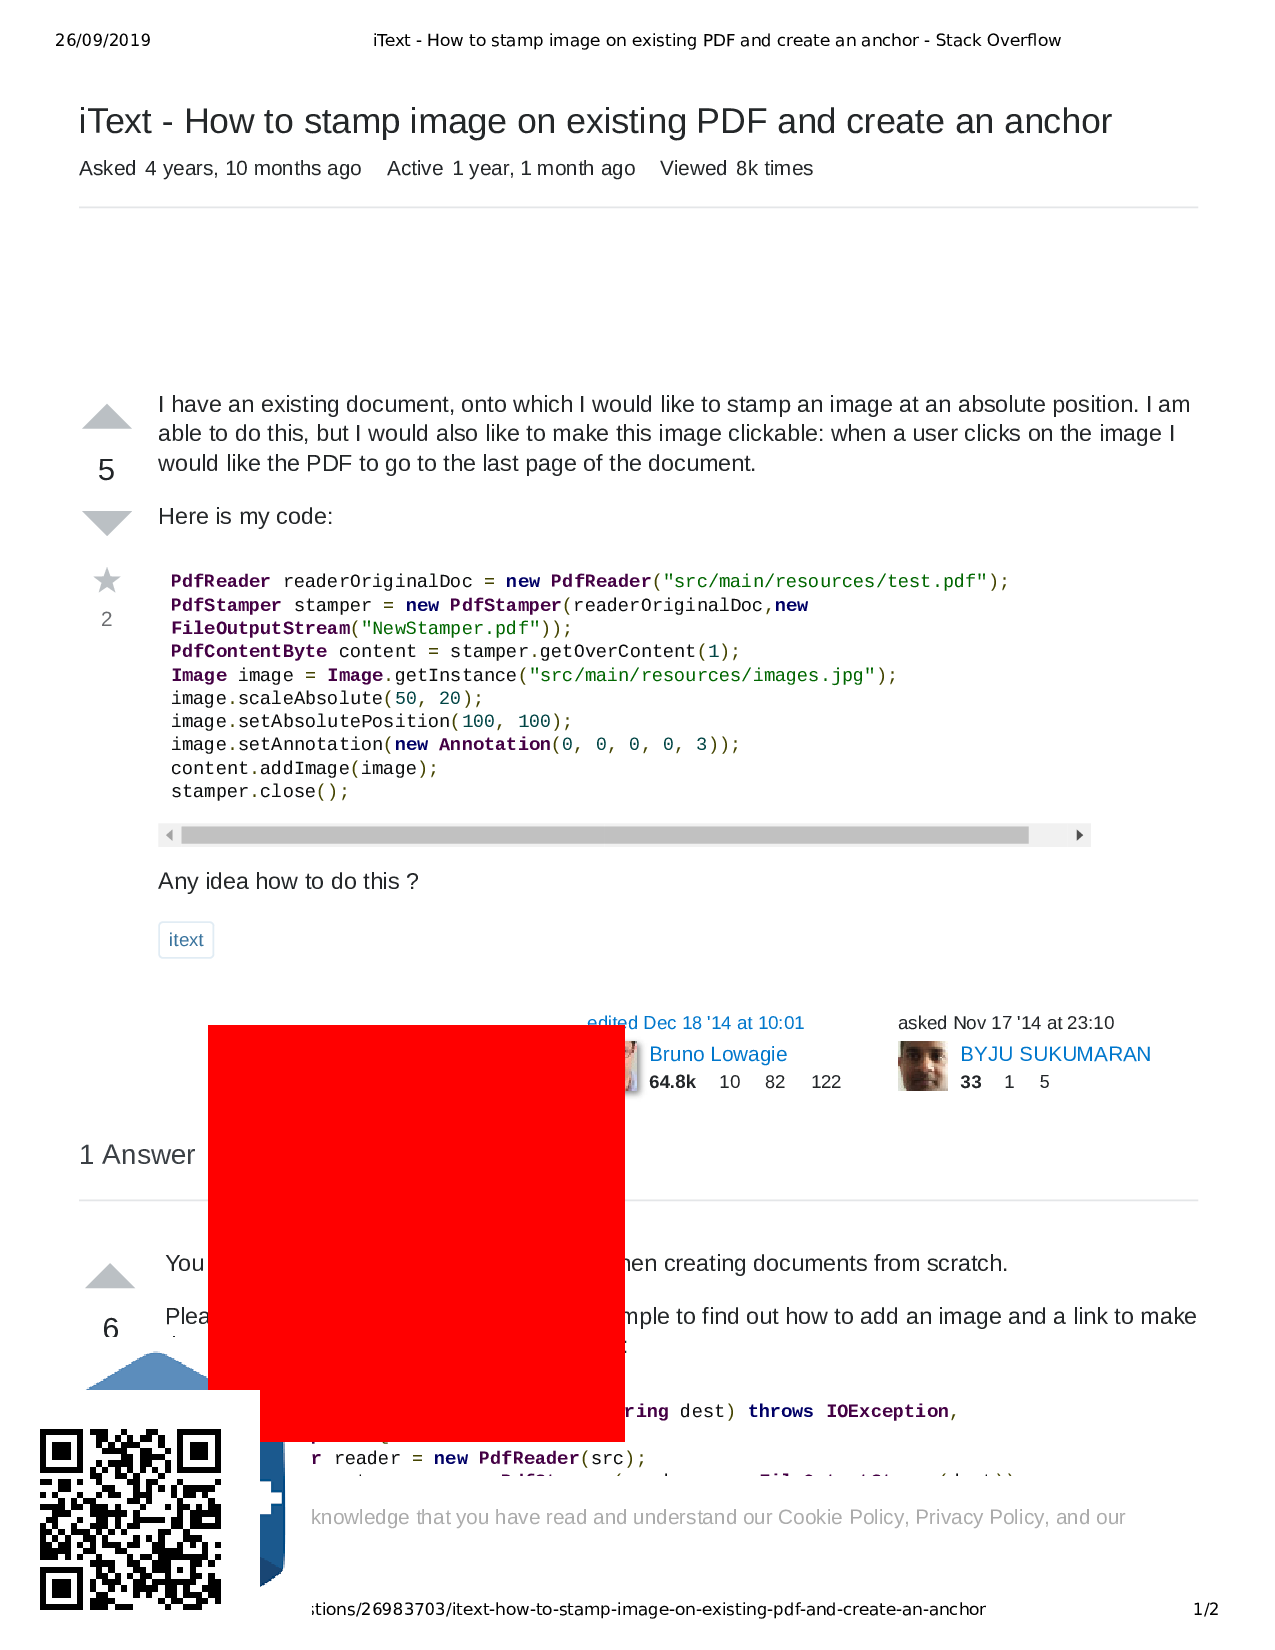 26/09/2019 iText - How to stamp image on existing PDF and create an anchor - Stack Overflow
iText - How to stamp image on existing PDF and create an anchor
Asked 4 years, 10 months ago Active 1 year, 1 month ago Viewed 8k times
I have an existing document, onto which I would like to stamp an image at an absolute position. I am
able to do this, but I would also like to make this image clickable: when a user clicks on the image I
5
would like the PDF to go to the last page of the document.
Here is my code:
2
PdfReader readerOriginalDoc = new PdfReader("src/main/resources/test.pdf");
PdfStamper stamper = new PdfStamper(readerOriginalDoc,new
FileOutputStream("NewStamper.pdf"));
PdfContentByte content = stamper.getOverContent(1);
Image image = Image.getInstance("src/main/resources/images.jpg");
image.scaleAbsolute(50, 20);
image.setAbsolutePosition(100, 100);
image.setAnnotation(new Annotation(0, 0, 0, 0, 3));
content.addImage(image);
stamper.close();
Any idea how to do this ?
itext
edited Dec 18 '14 at 10:01
Bruno Lowagie
64.8k 10 82 122
asked Nov 17 '14 at 23:10
BYJU SUKUMARAN
33 1 5
1 Answer
You creating documents from scratch.
6
to find out how to add an image and a link to make
dest) throws IOException,
reader = new PdfReader(src);
knowledge that you have read and understand our Cookie Policy, Privacy Policy, and our
tions/26983703/itext-how-to-stamp-image-on-existing-pdf-and-create-an-anchor 1/2